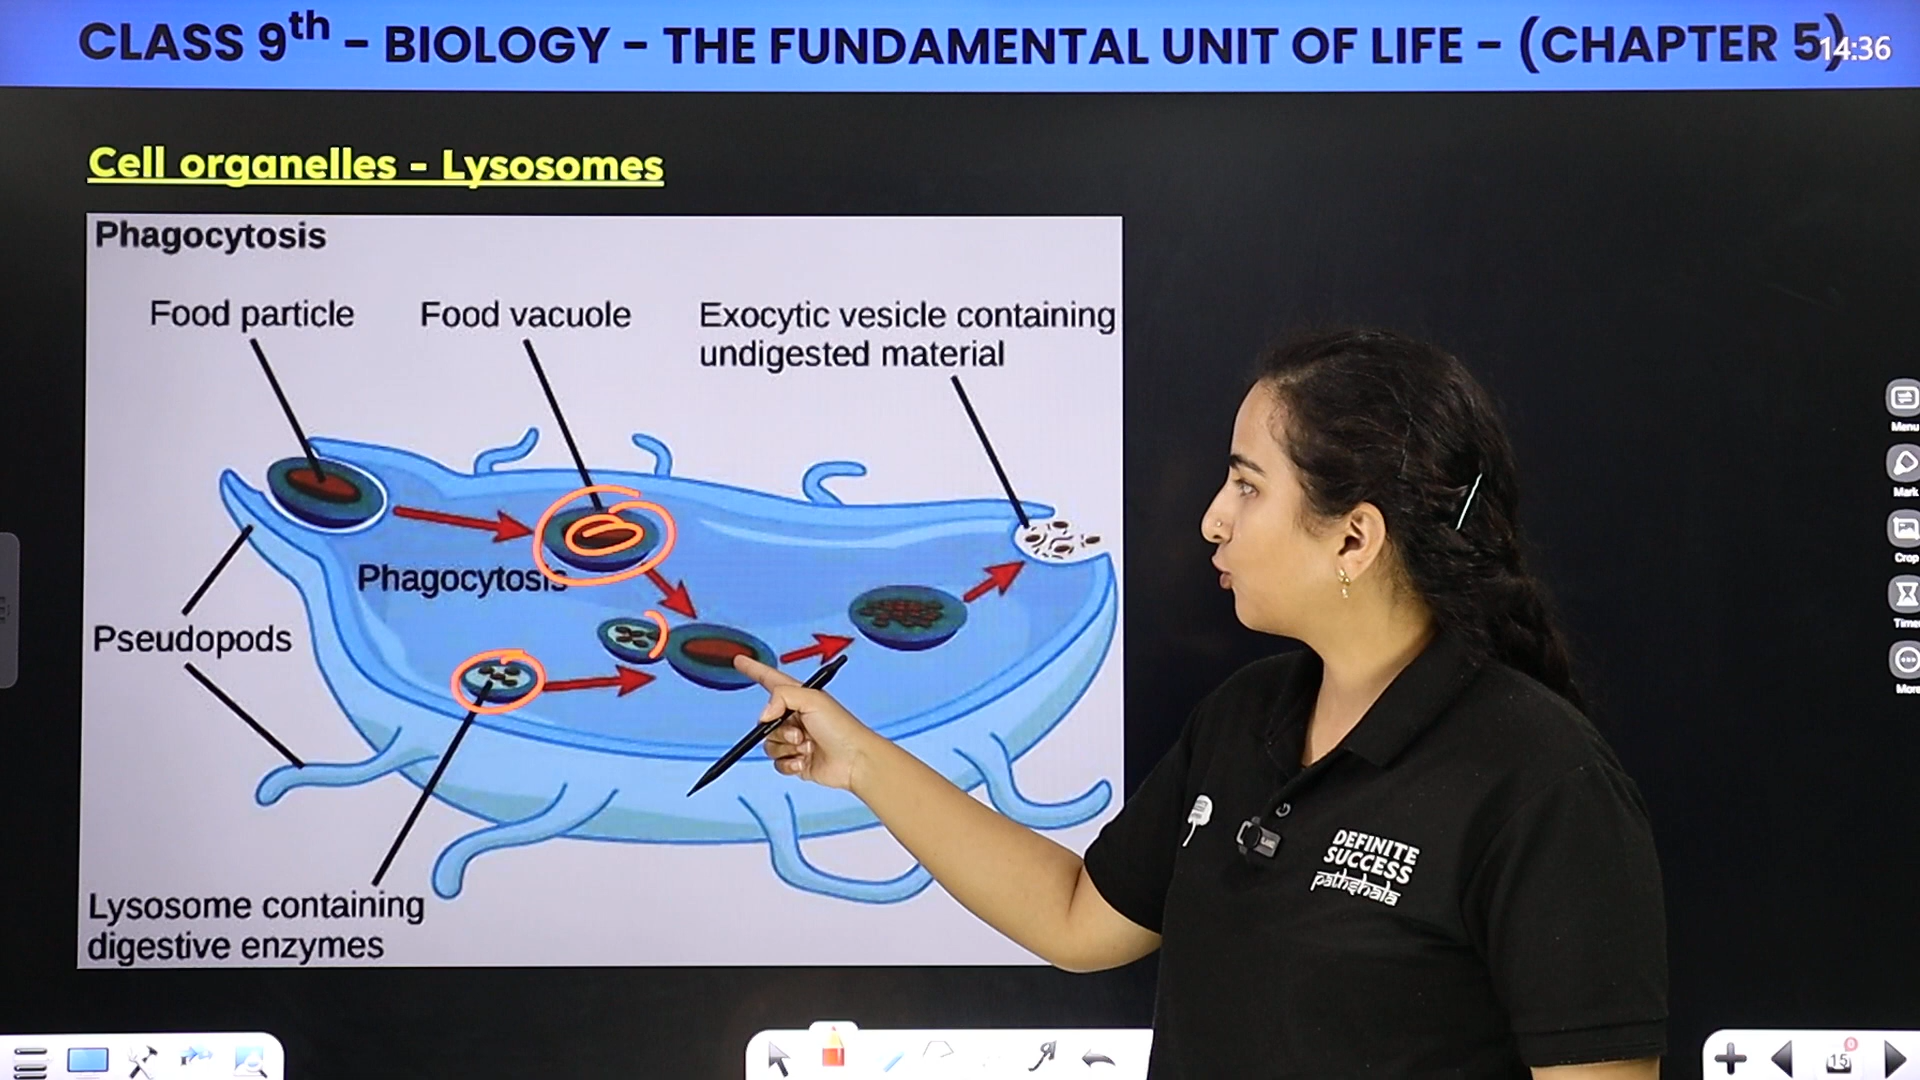 CLASS 9th - BIOLOGY - THE FUNDAMENTAL UNIT OF LIFE - (CHAPTER 5)
14:36
Cell organelles - Lysosomes
Phagocytosis
Food particle
Food vacuole
Exocytic vesicle containing
undigested material
Phagocytosis
Pseudopods
Lysosome containing
digestive enzymes
Menu
Mark
Crop
Timer
More
DEFINITE
SUCCESS
pathshala
15